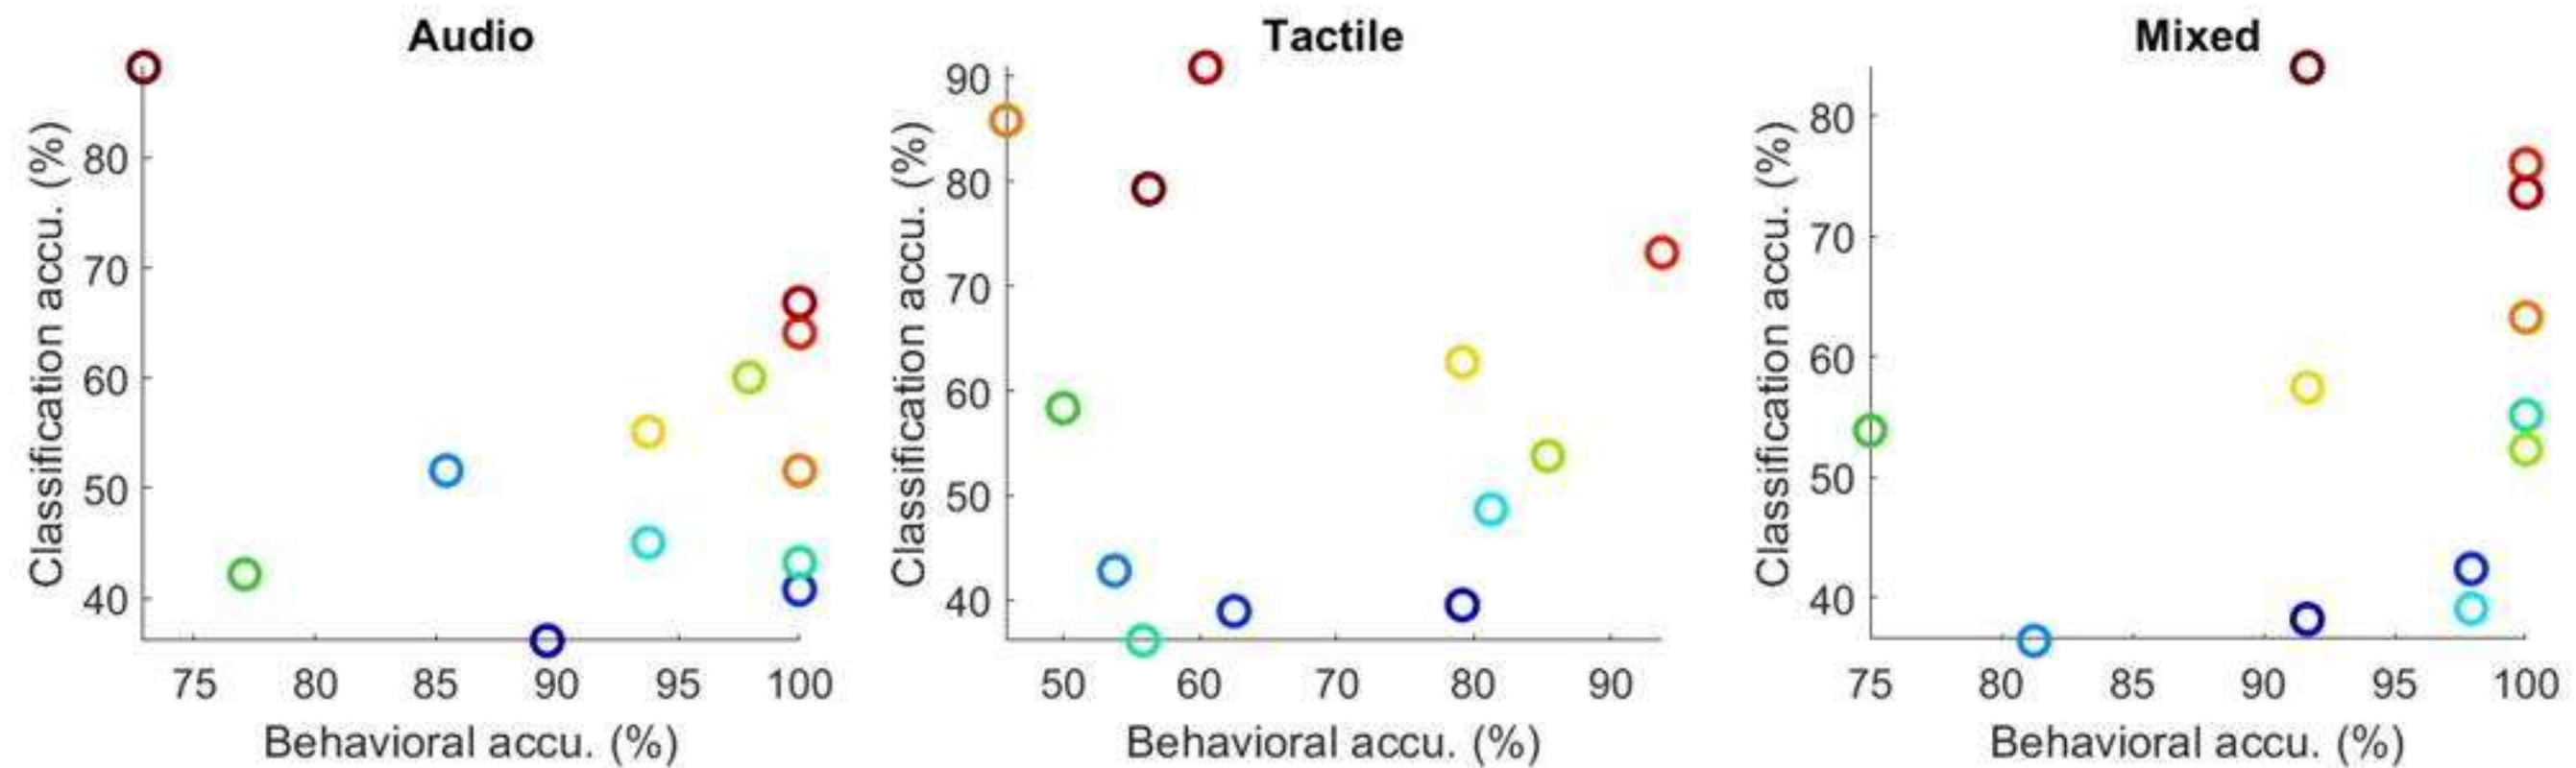 Audio
Classification accu. (%)
80
70
60
50
40
75 80 85 90 95 100
Behavioral accu. (%)
Tactile
Classification accu. (%)
90
80
70
60
50
40
50 60 70 80 90
Behavioral accu. (%)
Mixed
Classification accu. (%)
80
70
60
50
40
75 80 85 90 95 100
Behavioral accu. (%)